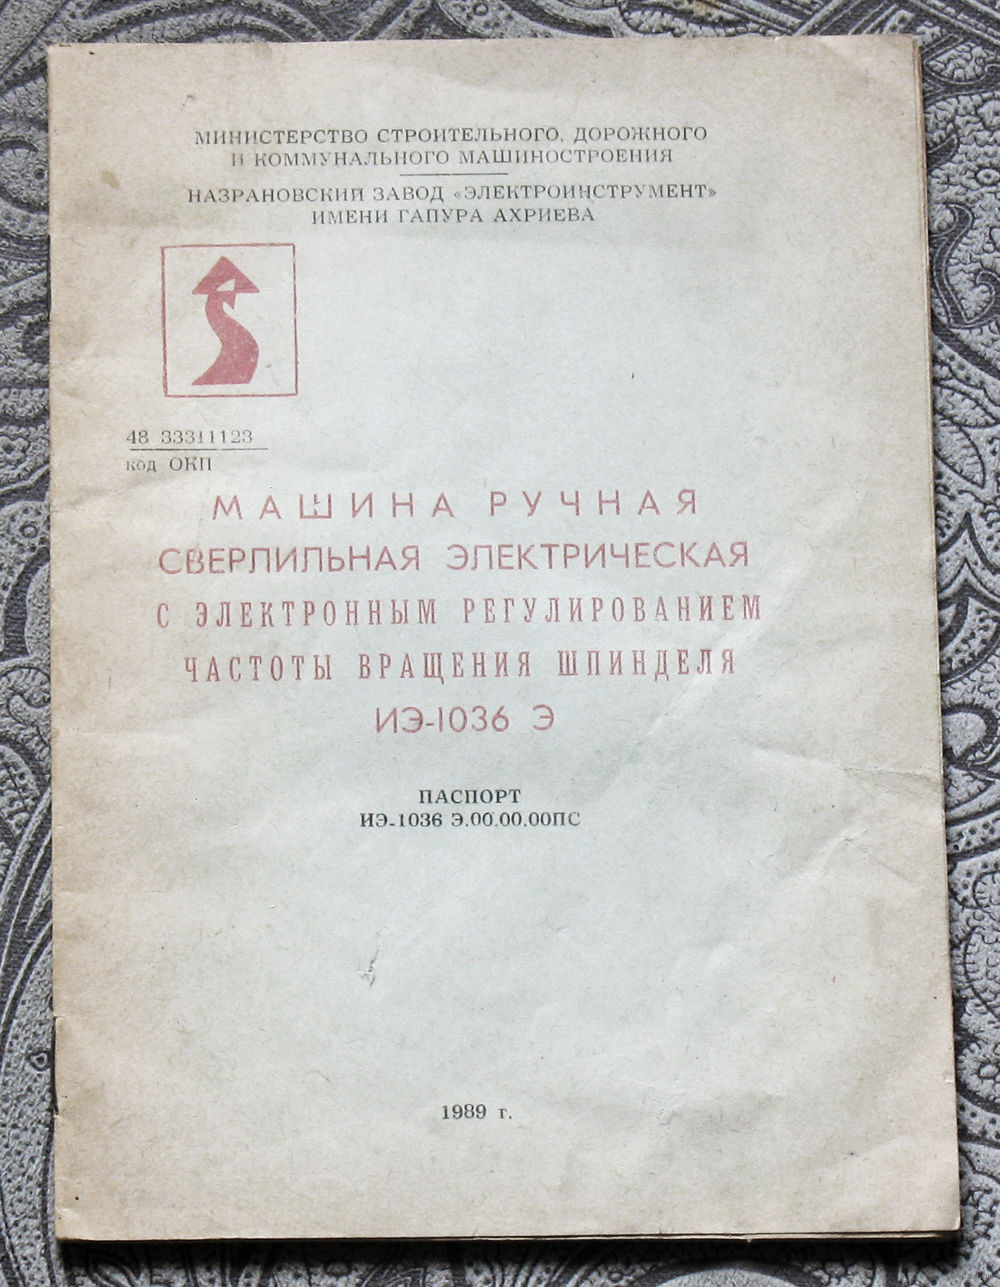 МИНИСТЕРСТВО СТРОИТЕЛЬНОГО, ДОРОЖНОГО
И КОММУНАЛЬНОГО МАШИНОСТРОЕНИЯ
НАЗРАНОВСКИЙ ЗАВОД «ЭЛЕКТРОИНСТРУМЕНТ»
ИМЕНИ ГАПУРА АХРИЕВА
48 33311123
код ОКП
МАШИНА РУЧНАЯ
СВЕРЛИЛЬНАЯ ЭЛЕКТРИЧЕСКАЯ
С ЭЛЕКТРОННЫМ РЕГУЛИРОВАНИЕМ
ЧАСТОТЫ ВРАЩЕНИЯ ШПИНДЕЛЯ
ИЭ-1036 Э
ПАСПОРТ
ИЭ-1036 Э.00.00.00ПС
1989 г.